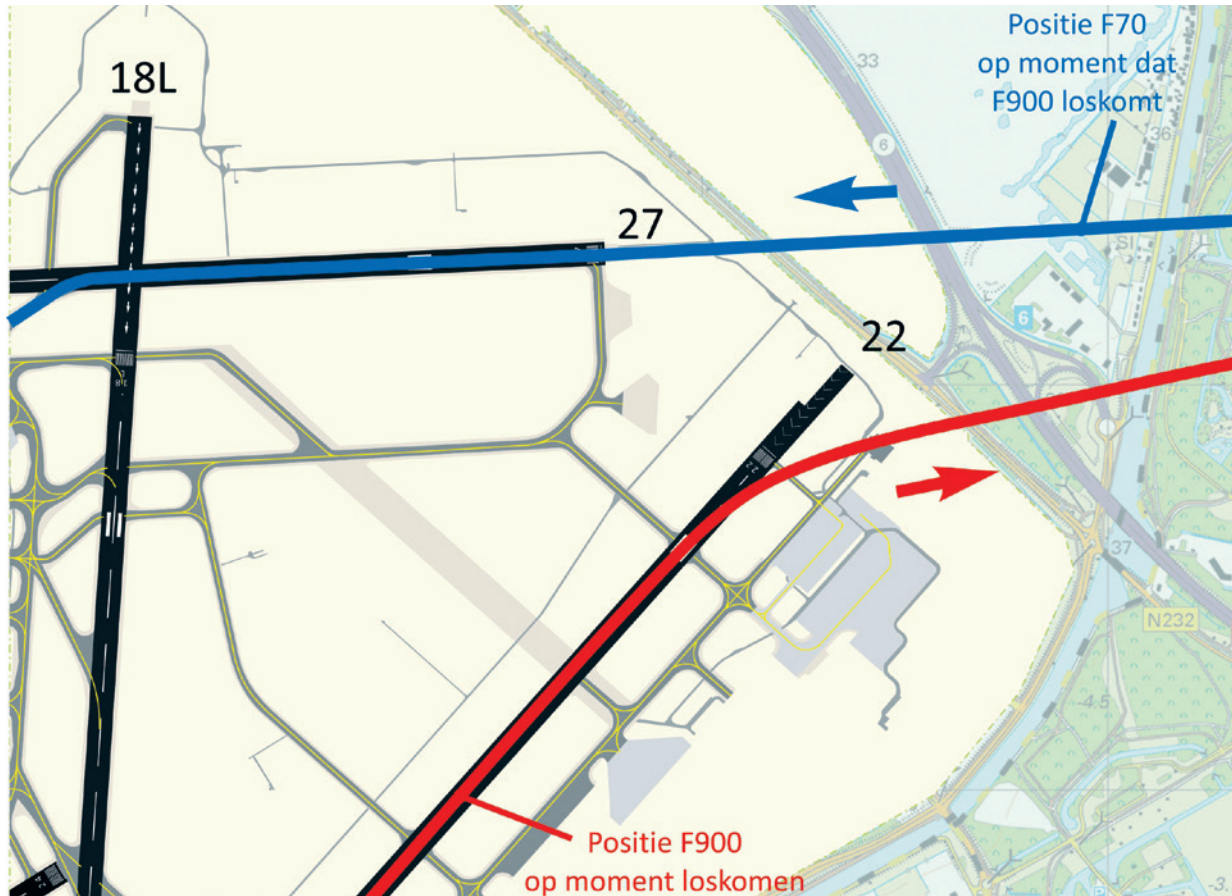 Positie F70
op moment dat
F900 loskomt
33
18L
36
6
27
SI
6
22
37
N232
-4.5
Positie F900
op moment loskomen